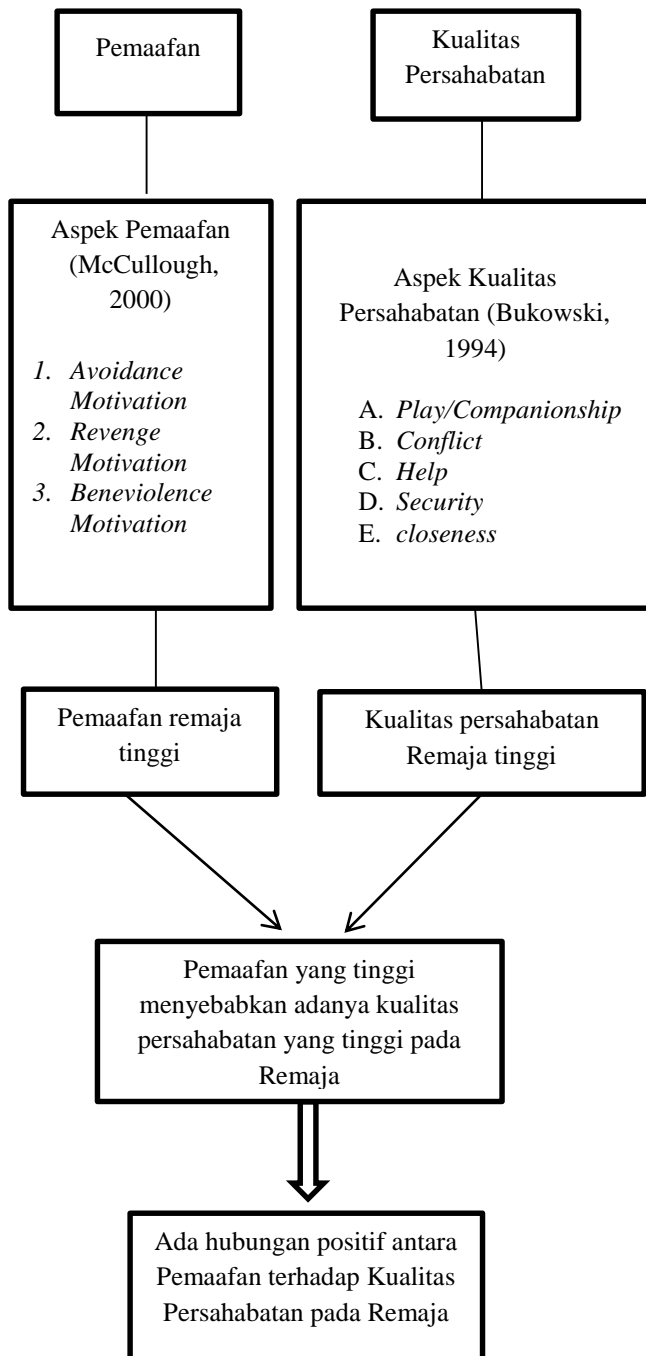 Pemaafan
Kualitas
Persahabatan
Aspek Pemaafan
(McCullough,
2000)
1. Avoidance
Motivation
2. Revenge
Motivation
3. Beneviolence
Motivation
Aspek Kualitas
Persahabatan (Bukowski,
1994)
A. Play/Companionship
B. Conflict
C. Help
D. Security
E. closeness
Pemaafan remaja
tinggi
Kualitas persahabatan
Remaja tinggi
Pemaafan yang tinggi
menyebabkan adanya kualitas
persahabatan yang tinggi pada
Remaja
Ada hubungan positif antara
Pemaafan terhadap Kualitas
Persahabatan pada Remaja